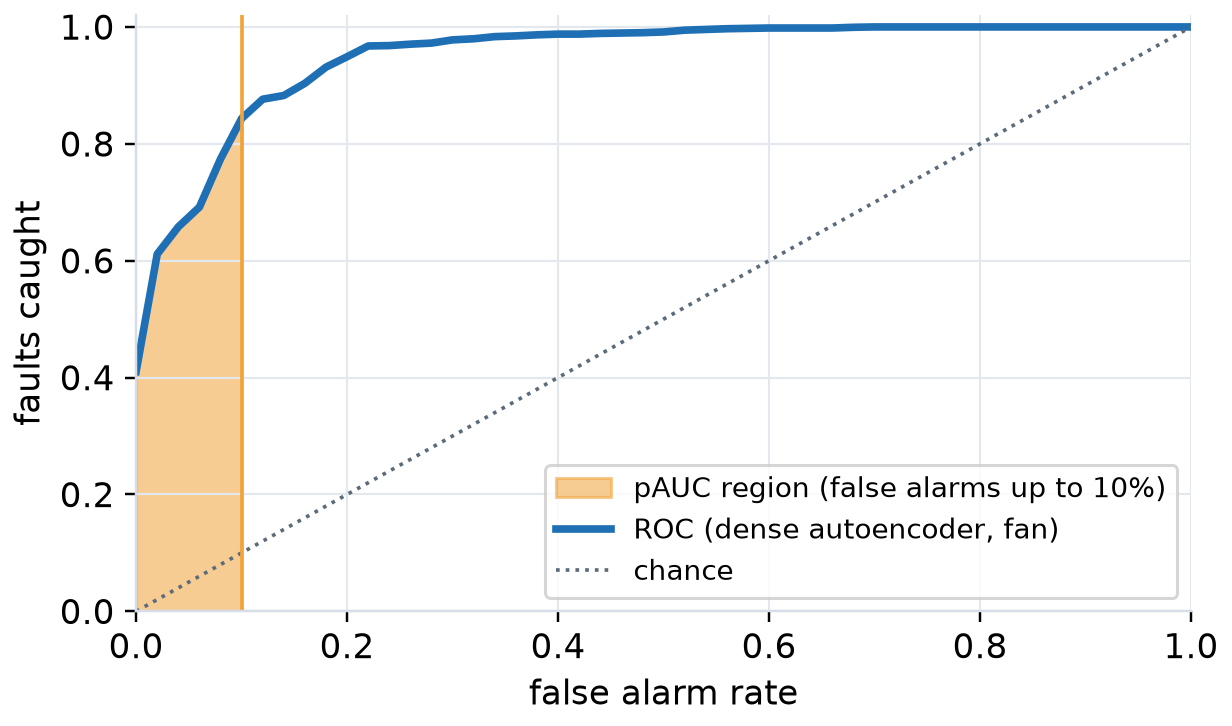 1.0
0.8
0.6
0.4
0.2
0.0
faults caught
pAUC region (false alarms up to 10%)
ROC (dense autoencoder, fan)
chance
0.0 0.2 0.4 0.6 0.8 1.0
false alarm rate